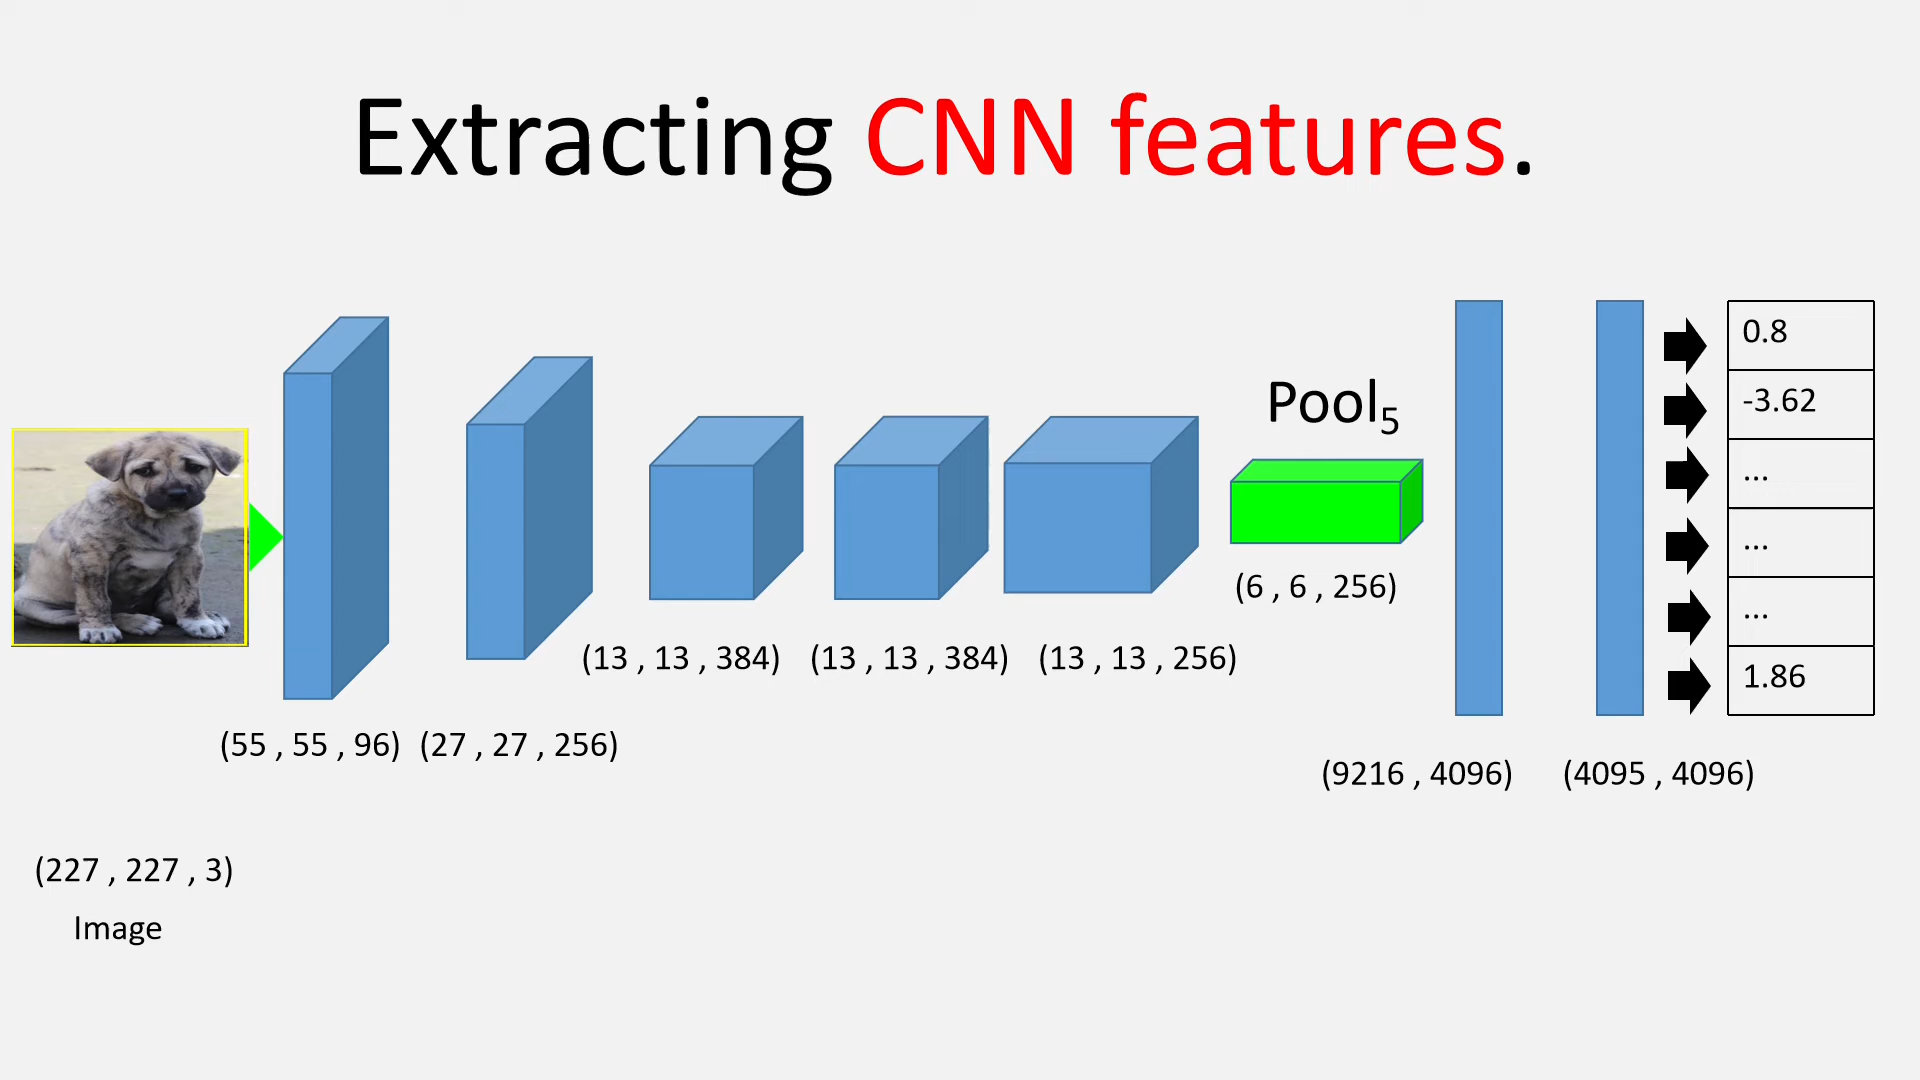 Extracting CNN features.
Pool5
0.8
-3.62
...
...
...
1.86
(6 , 6 , 256)
(13 , 13 , 384) (13 , 13 , 384) (13 , 13 , 256)
(55 , 55 , 96) (27 , 27 , 256)
(9216 , 4096) (4095 , 4096)
(227 , 227 , 3)
Image